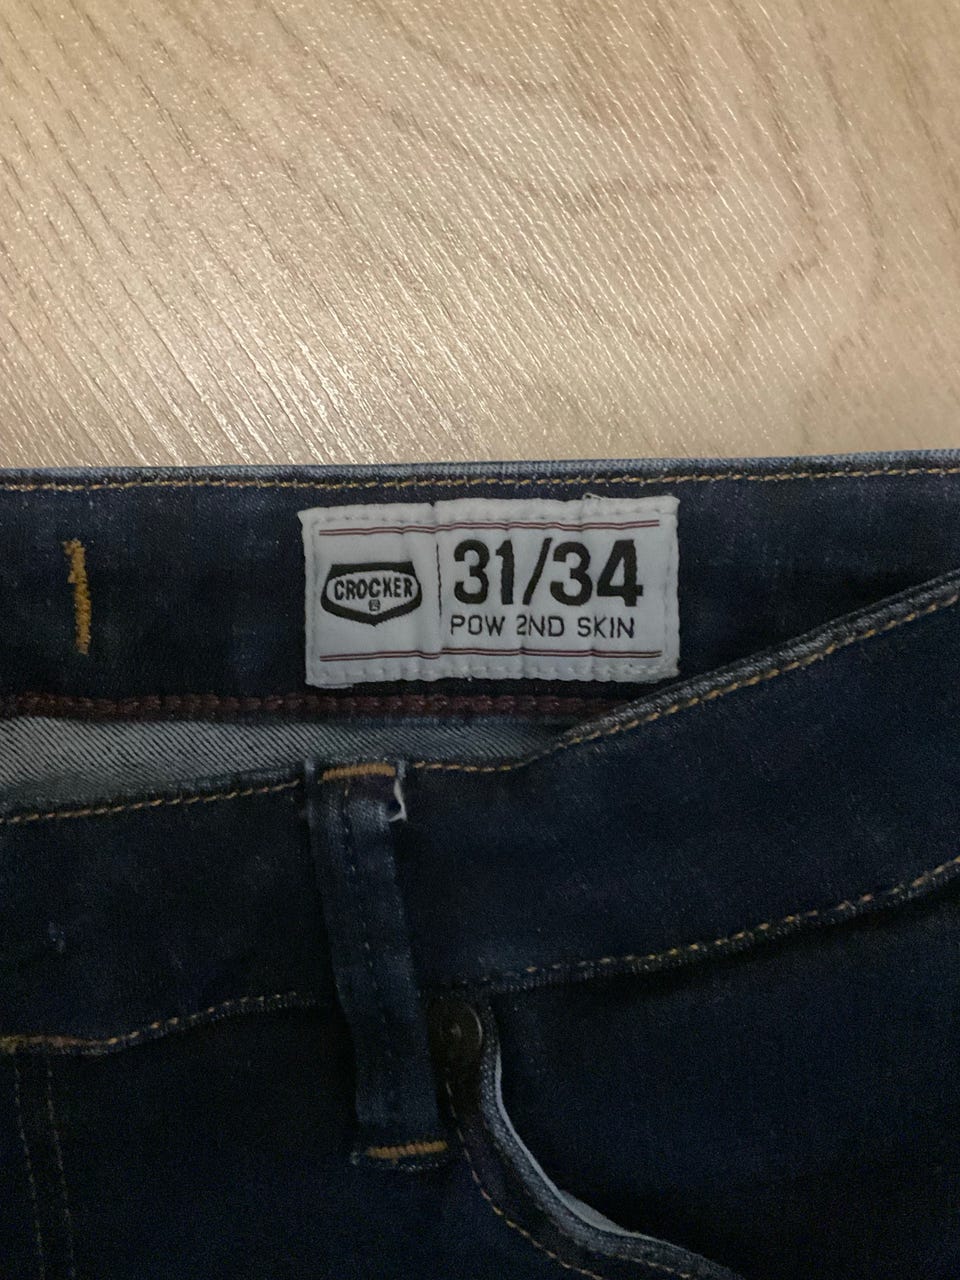 CROCKER
31/34
POW 2ND SKIN